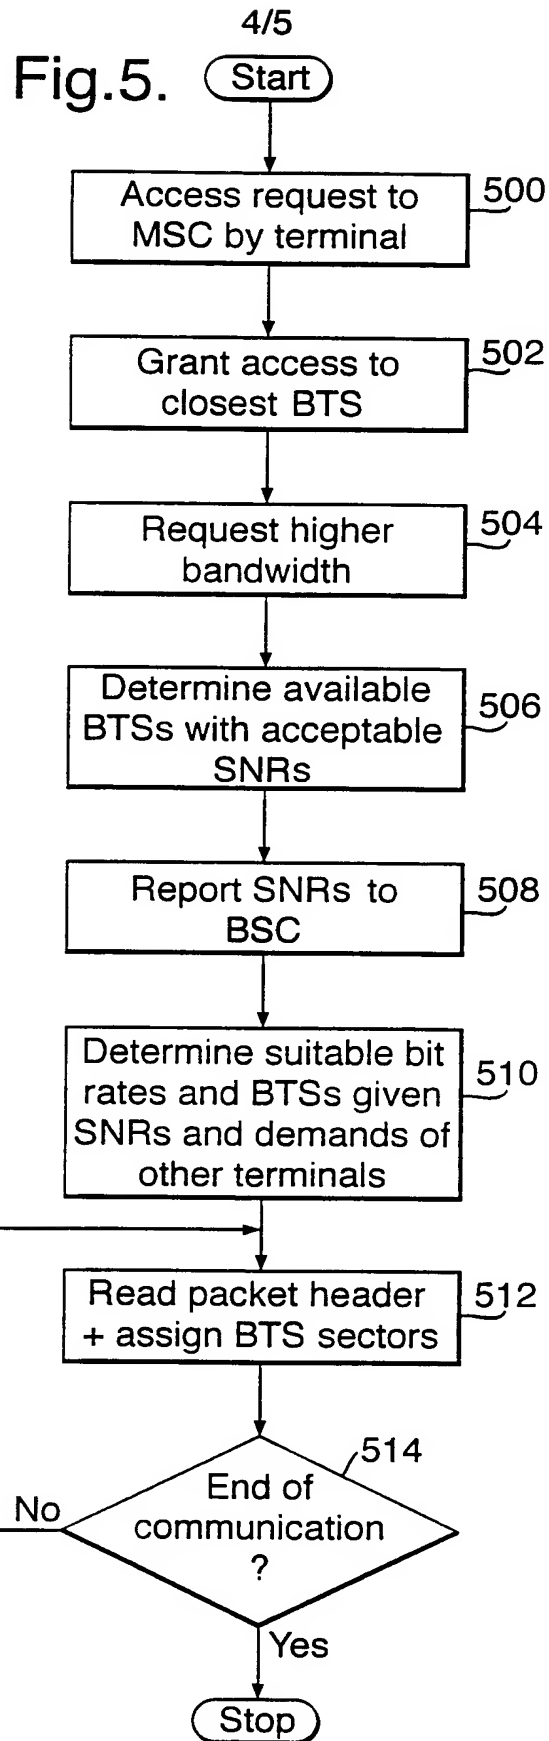 4/5
Fig.5.
Start
Access request to
MSC by terminal
500
Grant access to
closest BTS
502
Request higher
bandwidth
504
Determine available
BTSs with acceptable
SNRs
506
Report SNRs to
BSC
508
Determine suitable bit
rates and BTSs given
SNRs and demands of
other terminals
510
Read packet header
+ assign BTS sectors
512
End of
communication
?
514
No
Yes
Stop